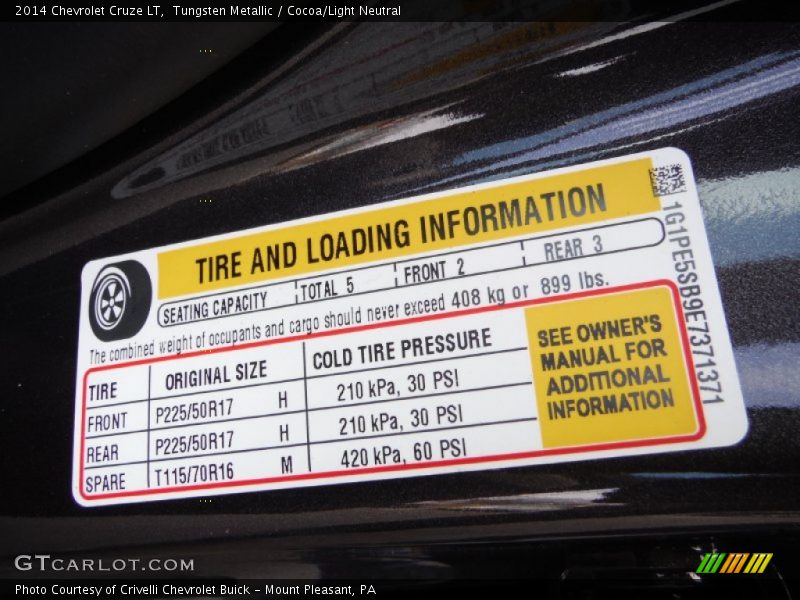 2014 Chevrolet Cruze LT,  Tungsten Metallic / Cocoa/Light Neutral
TIRE AND LOADING INFORMATION
SEATING CAPACITY TOTAL 5 FRONT 2 REAR 3
The combined weight of occupants and cargo should never exceed 408 kg or 899 lbs.
TIRE ORIGINAL SIZE COLD TIRE PRESSURE
FRONT P225/50R17 H 210 kPa, 30 PSI
REAR P225/50R17 H 210 kPa, 30 PSI
SPARE T115/70R16 M 420 kPa, 60 PSI
SEE OWNER'S
MANUAL FOR
ADDITIONAL
INFORMATION
1G1PE5SB9E7371371
GTCARLOT.COM
Photo Courtesy of Crivelli Chevrolet Buick - Mount Pleasant, PA